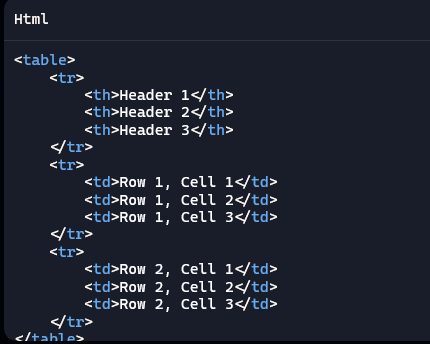 Html
<table>
<tr>
<th>Header 1</th>
<th>Header 2</th>
<th>Header 3</th>
</tr>
<tr>
<td>Row 1, Cell 1</td>
<td>Row 1, Cell 2</td>
<td>Row 1, Cell 3</td>
</tr>
<tr>
<td>Row 2, Cell 1</td>
<td>Row 2, Cell 2</td>
<td>Row 2, Cell 3</td>
</tr>
</table>